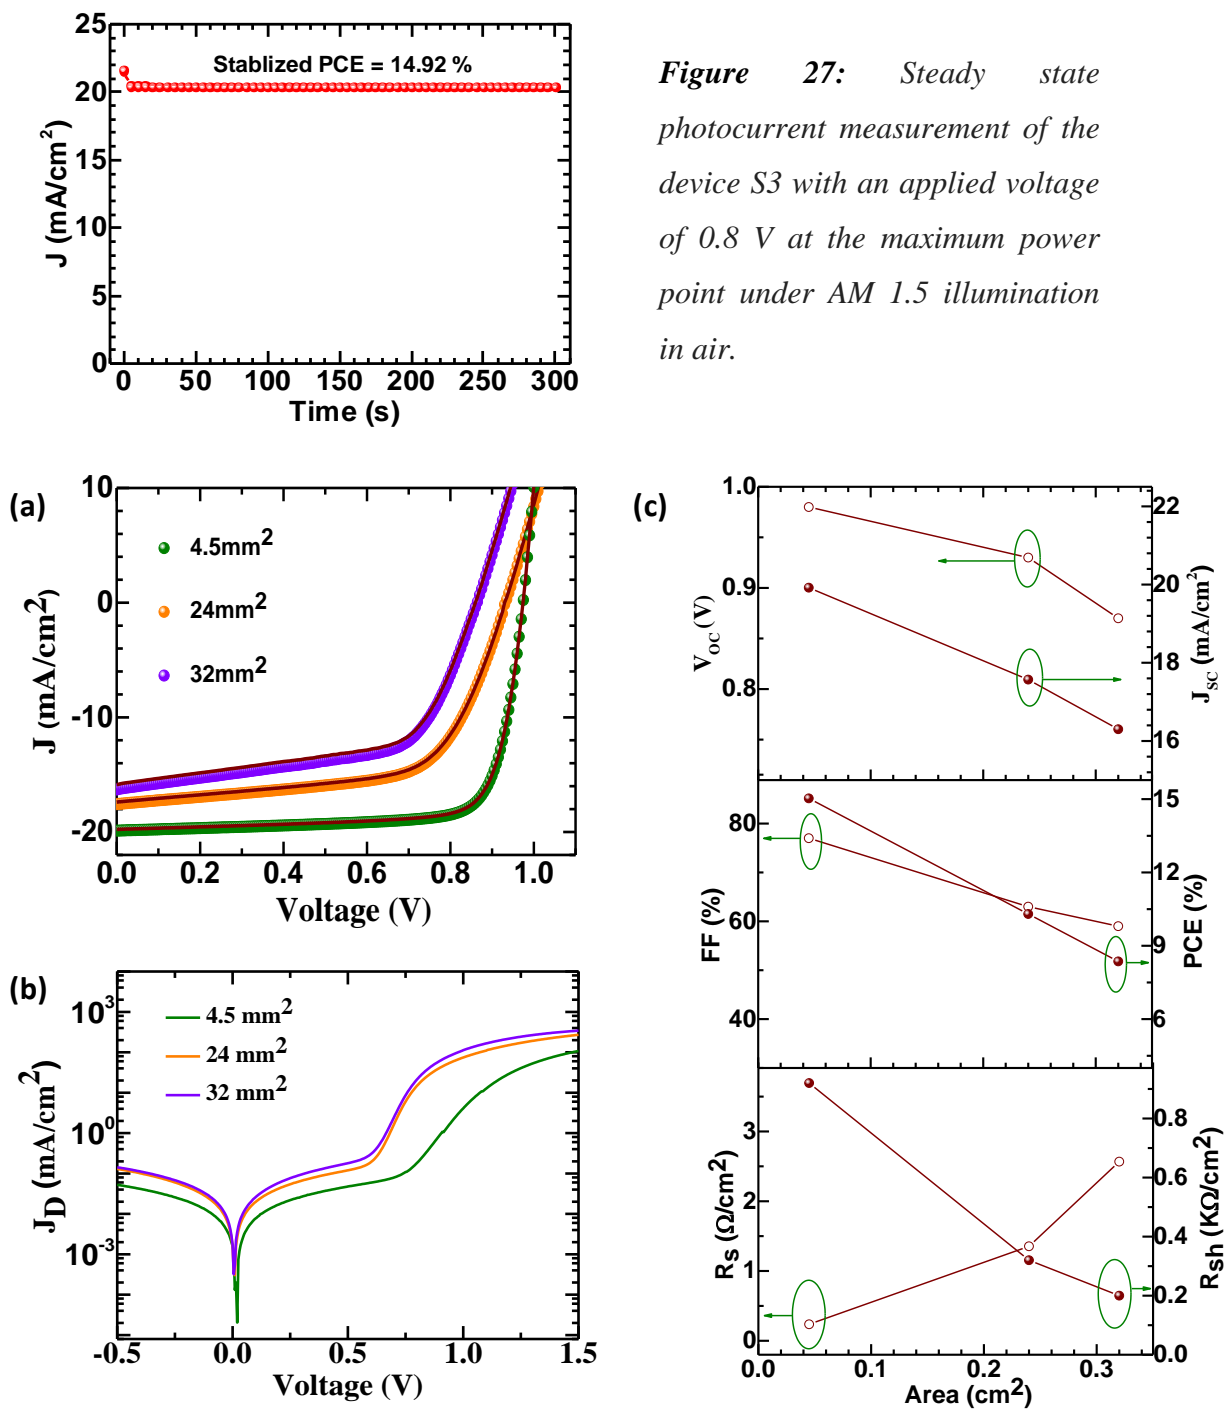 25
20
15
10
5
0
J (mA/cm²)
Stablized PCE = 14.92 %
0 50 100 150 200 250 300
Time (s)
Figure 27: Steady state
photocurrent measurement of the
device S3 with an applied voltage
of 0.8 V at the maximum power
point under AM 1.5 illumination
in air.
(a)
10
0
-10
-20
J (mA/cm²)
4.5mm²
24mm²
32mm²
0.0 0.2 0.4 0.6 0.8 1.0
Voltage (V)
(b)
10³
10⁰
10⁻³
J_D (mA/cm²)
4.5 mm²
24 mm²
32 mm²
-0.5 0.0 0.5 1.0 1.5
Voltage (V)
(c)
1.0
0.9
0.8
V_OC (V)
22
20
18
16
J_SC (mA/cm²)
80
60
40
FF (%)
15
12
9
6
PCE (%)
3
2
1
0
R_S (Ω/cm²)
0.8
0.6
0.4
0.2
0.0
R_sh (KΩ/cm²)
0.0 0.1 0.2 0.3
Area (cm²)